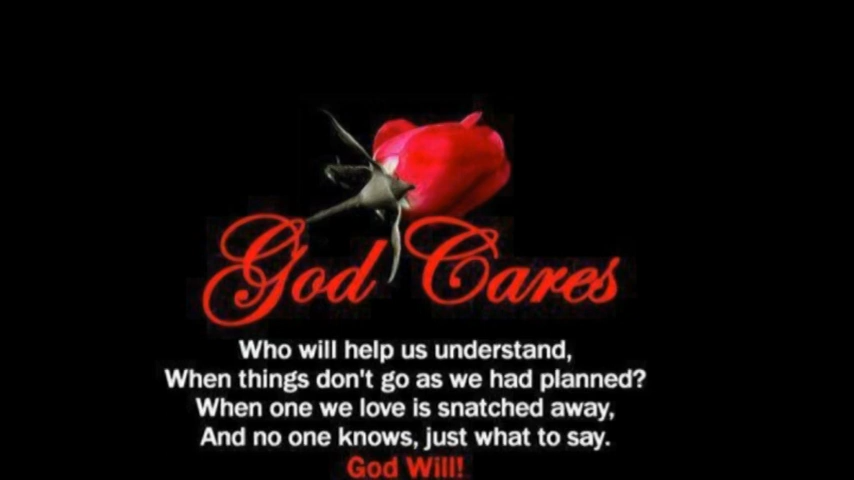 God Cares
Who will help us understand,
When things don't go as we had planned?
When one we love is snatched away,
And no one knows, just what to say.
God Will!